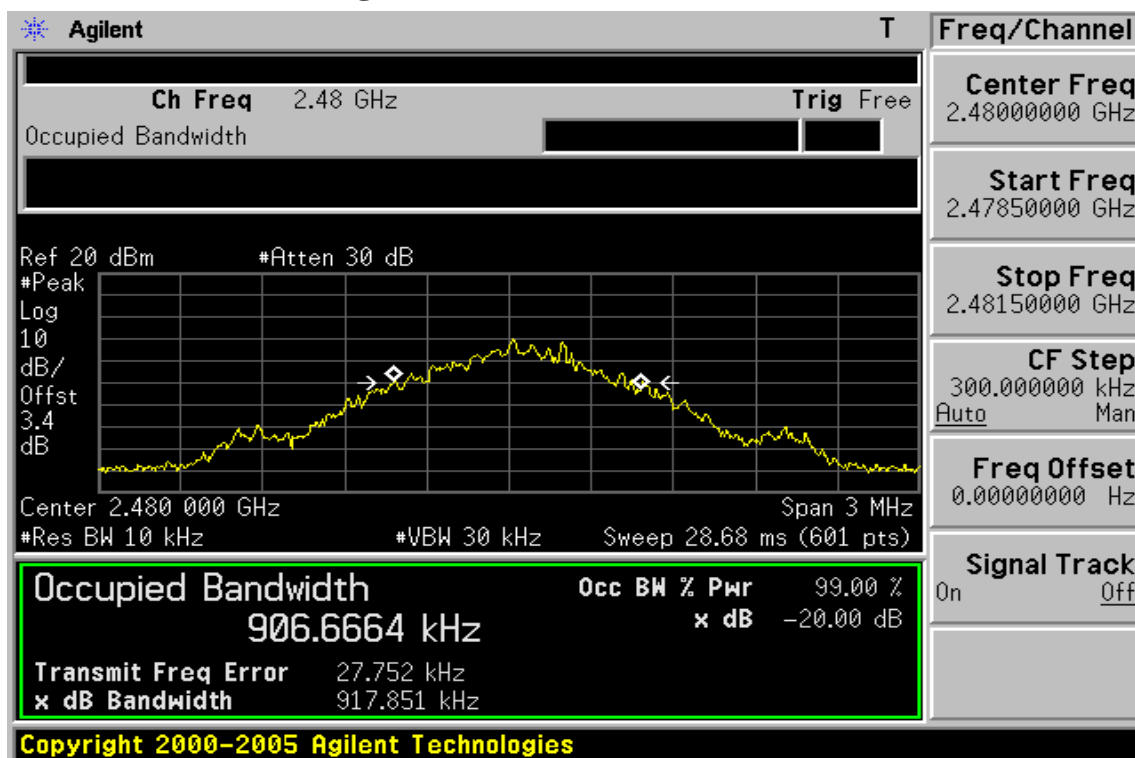 Agilent T
Ch Freq 2.48 GHz Trig Free
Occupied Bandwidth
Ref 20 dBm #Atten 30 dB
#Peak
Log
10
dB/
Offst
3.4
dB
Center 2.480 000 GHz Span 3 MHz
#Res BW 10 kHz #VBW 30 kHz Sweep 28.68 ms (601 pts)
Occupied Bandwidth Occ BW % Pwr 99.00 %
906.6664 kHz x dB -20.00 dB
Transmit Freq Error 27.752 kHz
x dB Bandwidth 917.851 kHz
Copyright 2000-2005 Agilent Technologies
Freq/Channel
Center Freq
2.48000000 GHz
Start Freq
2.47850000 GHz
Stop Freq
2.48150000 GHz
CF Step
300.000000 kHz
Auto Man
Freq Offset
0.00000000 Hz
Signal Track
On Off